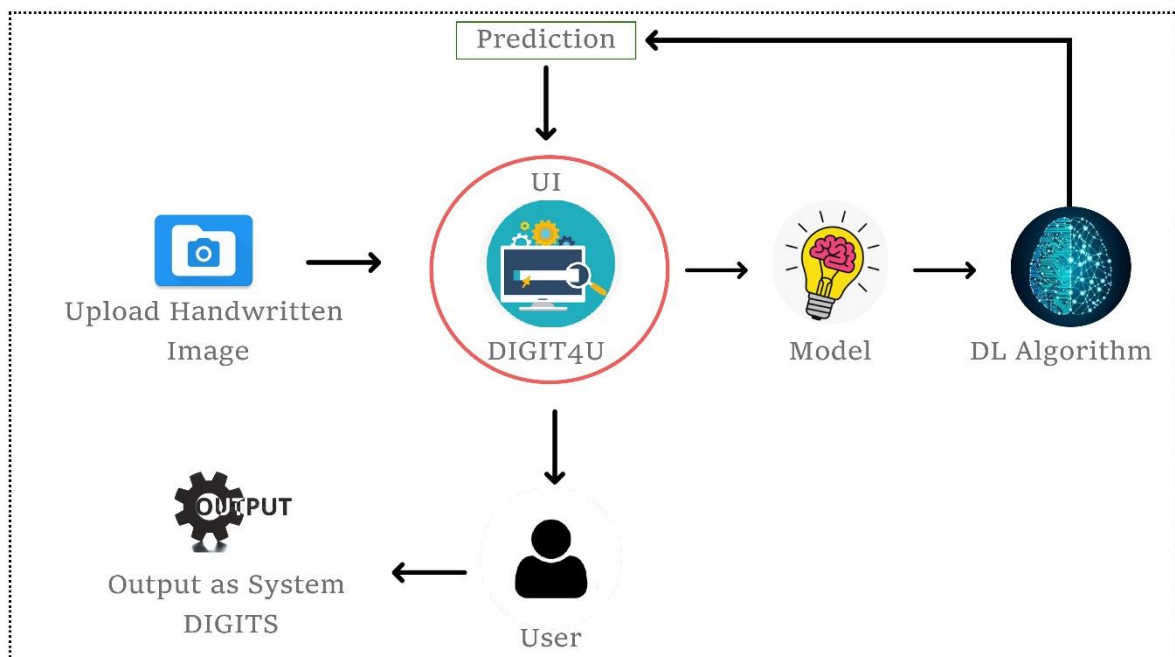 Prediction
UI
DIGIT4U
Upload Handwritten
Image
Model
DL Algorithm
OUTPUT
Output as System
DIGITS
User